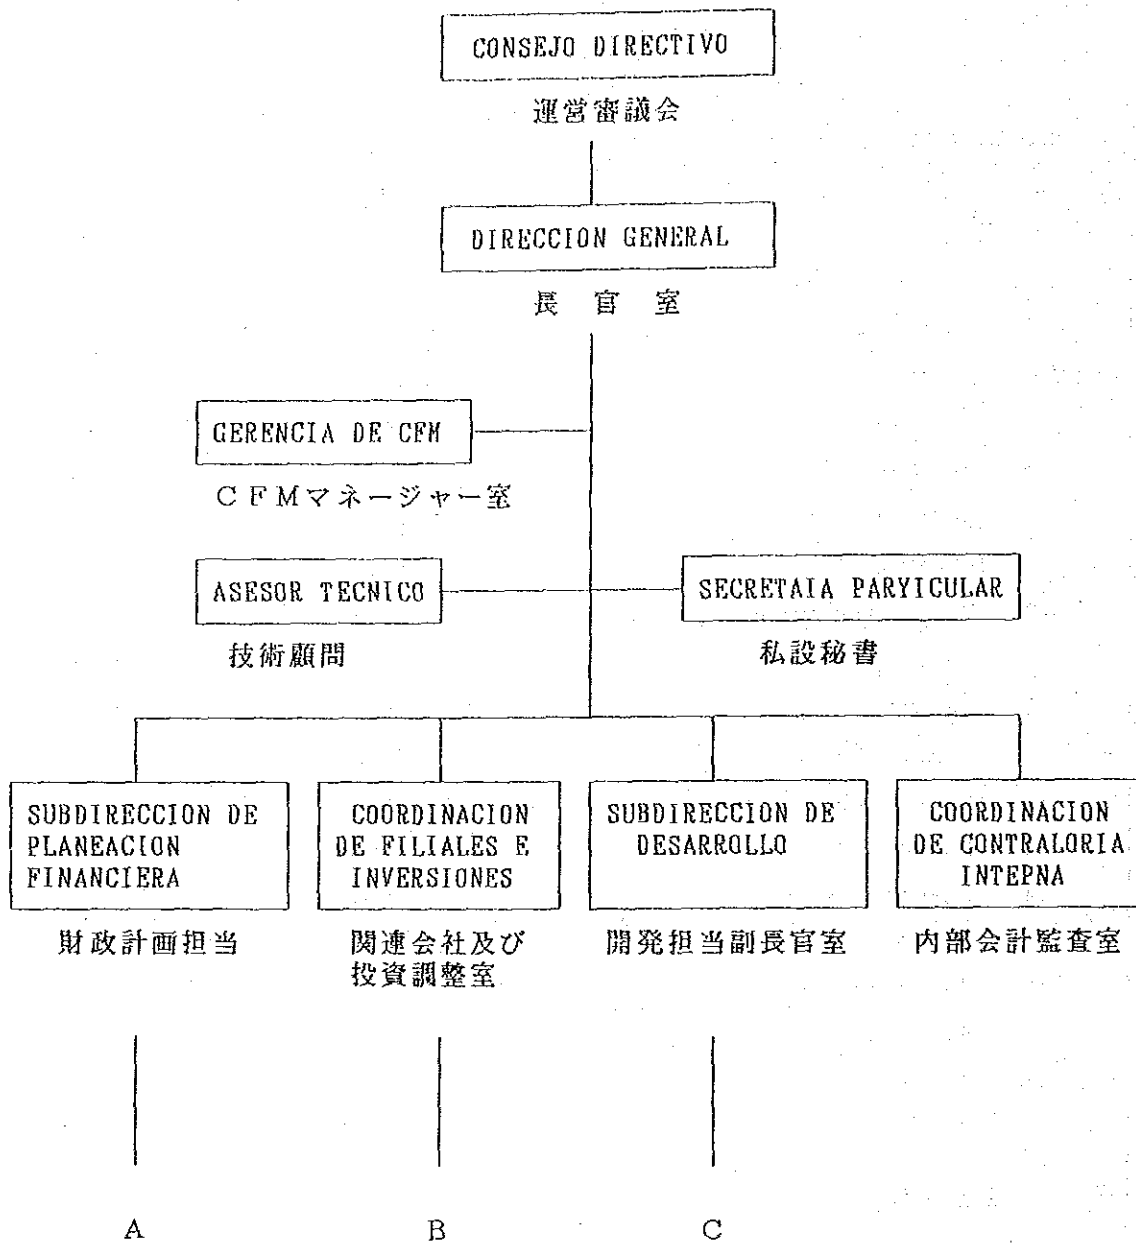 CONSEJO DIRECTIVO
運営審議会
DIRECCION GENERAL
長 官 室
GERENCIA DE CFM
CFMマネージャー室
ASESOR TECNICO
技術顧問
SECRETAIA PARYICULAR
私設秘書
SUBDIRECCION DE
PLANEACION
FINANCIERA
財政計画担当
COORDINACION
DE FILIALES E
INVERSIONES
関連会社及び
投資調整室
SUBDIRECCION DE
DESARROLLO
開発担当副長官室
COORDINACION
DE CONTRALORIA
INTEPNA
内部会計監査室
A
B
C